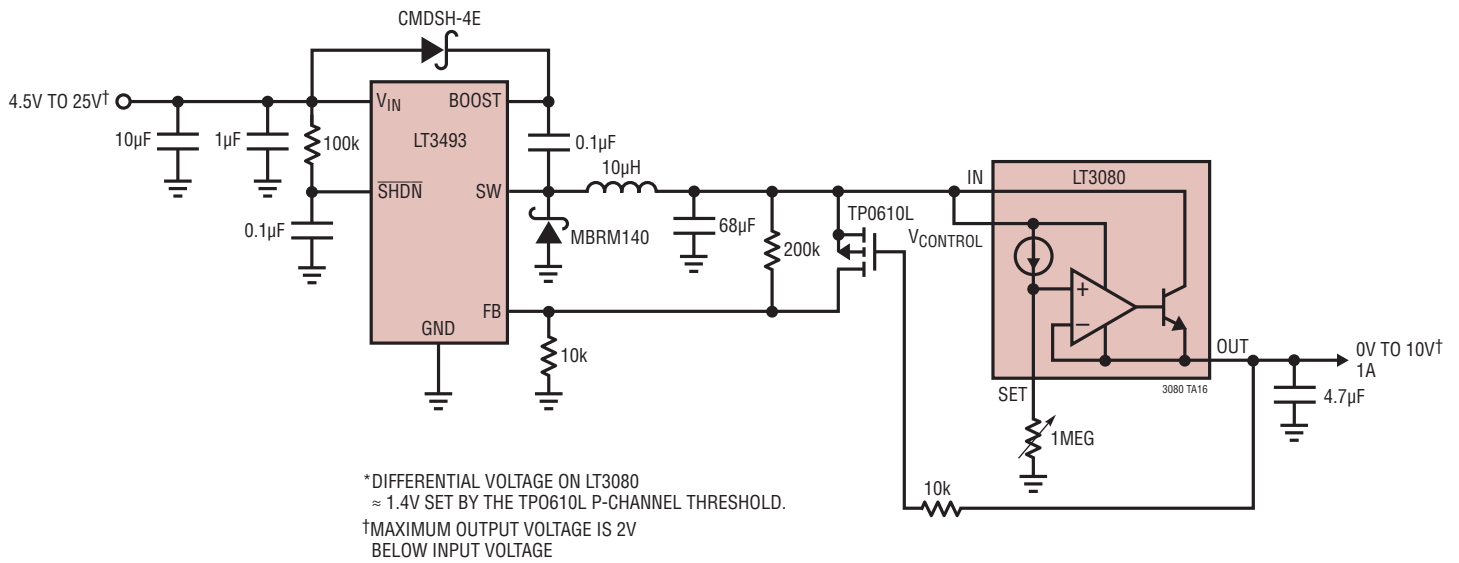 CMDSH-4E
4.5V TO 25V†
VIN
BOOST
LT3493
10µF
1µF
100k
0.1µF
10µH
SHDN
SW
0.1µF
MBRM140
68µF
200k
TP0610L
IN
LT3080
VCONTROL
FB
GND
10k
+
–
OUT
0V TO 10V†
1A
3080 TA16
SET
4.7µF
1MEG
10k
*DIFFERENTIAL VOLTAGE ON LT3080
≈ 1.4V SET BY THE TP0610L P-CHANNEL THRESHOLD.
†MAXIMUM OUTPUT VOLTAGE IS 2V
BELOW INPUT VOLTAGE